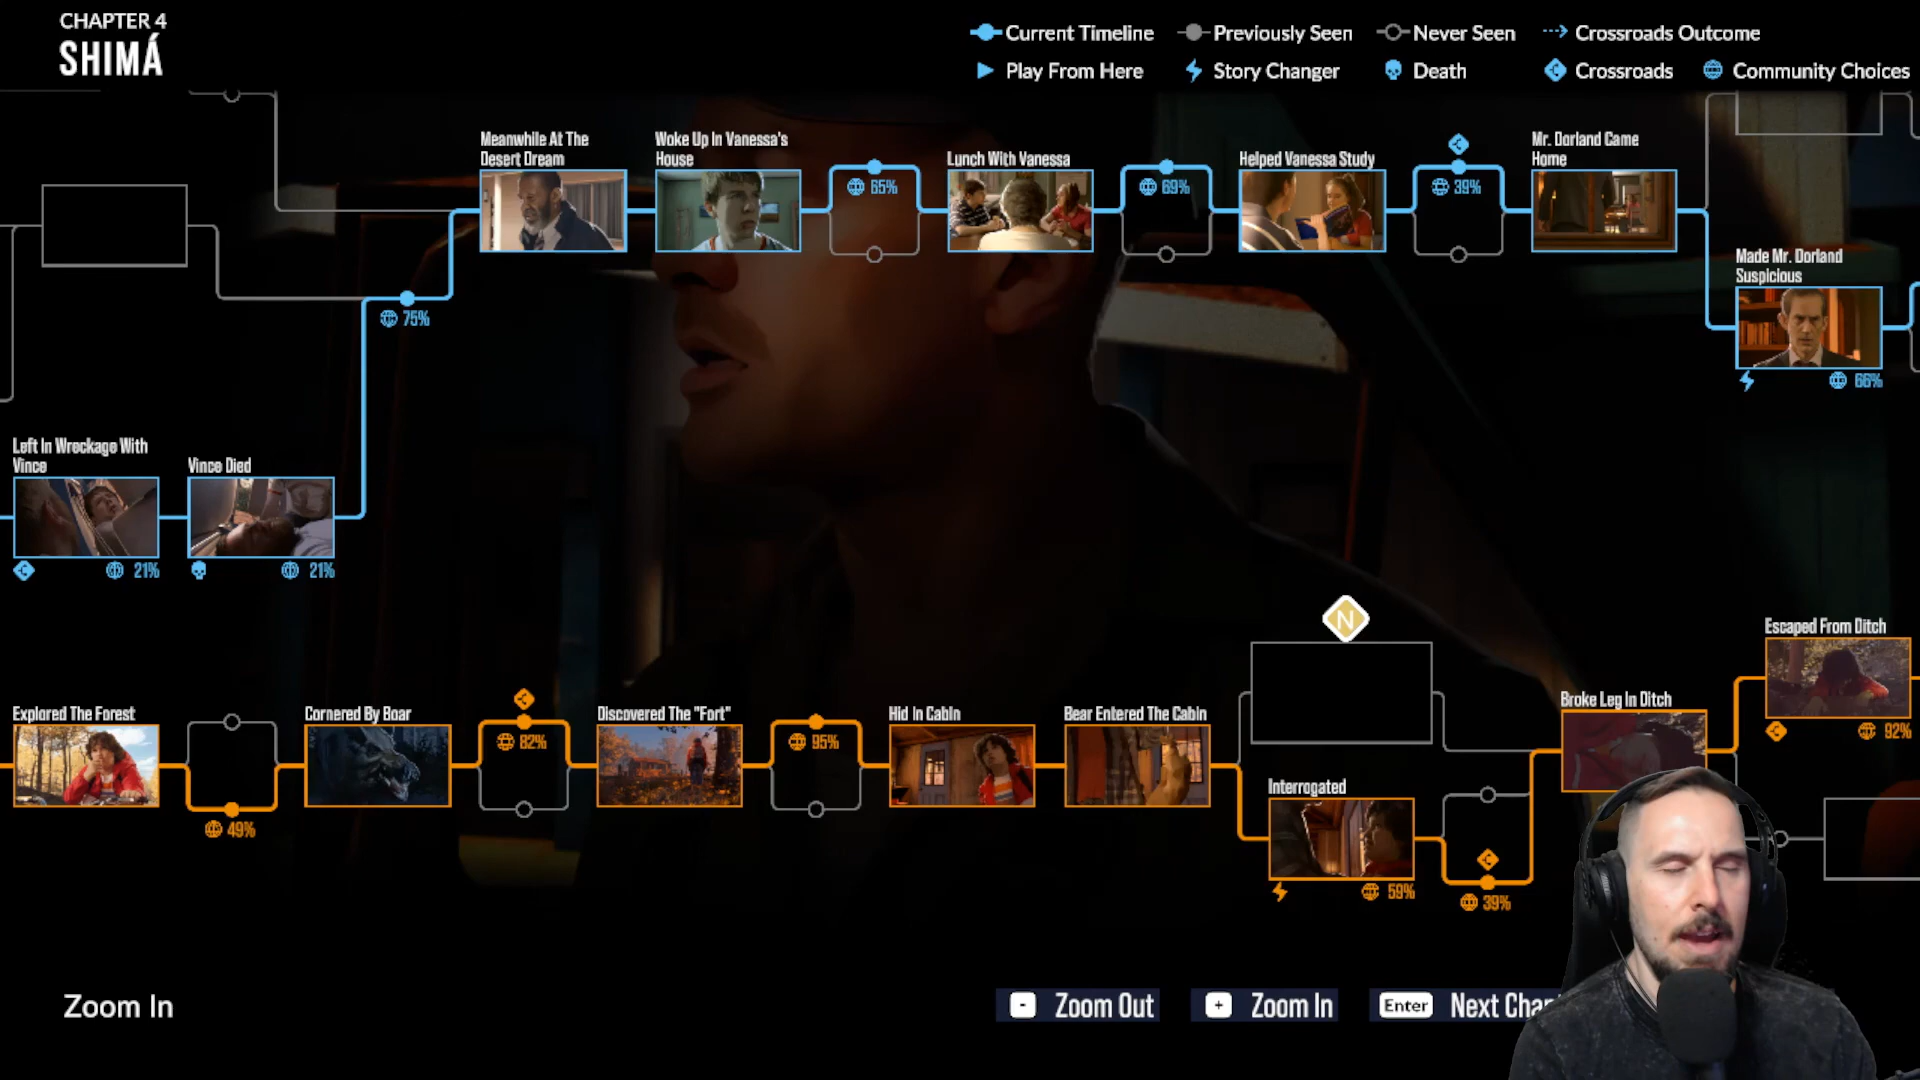 CHAPTER 4
SHIMÁ
Current Timeline
Previously Seen
Never Seen
Crossroads Outcome
Play From Here
Story Changer
Death
Crossroads
Community Choices
Meanwhile At The
Desert Dream
Woke Up In Vanessa's
House
65%
Lunch With Vanessa
69%
Helped Vanessa Study
39%
Mr. Dorland Came
Home
Made Mr. Dorland
Suspicious
66%
75%
Left In Wreckage With
Vince
21%
Vince Died
21%
N
Explored The Forest
49%
Cornered By Boar
82%
Discovered The "Fort"
95%
Hid In Cabin
Bear Entered The Cabin
Interrogated
59%
39%
Broke Leg In Ditch
Escaped From Ditch
92%
Zoom In
- Zoom Out
+ Zoom In
Enter Next Cha